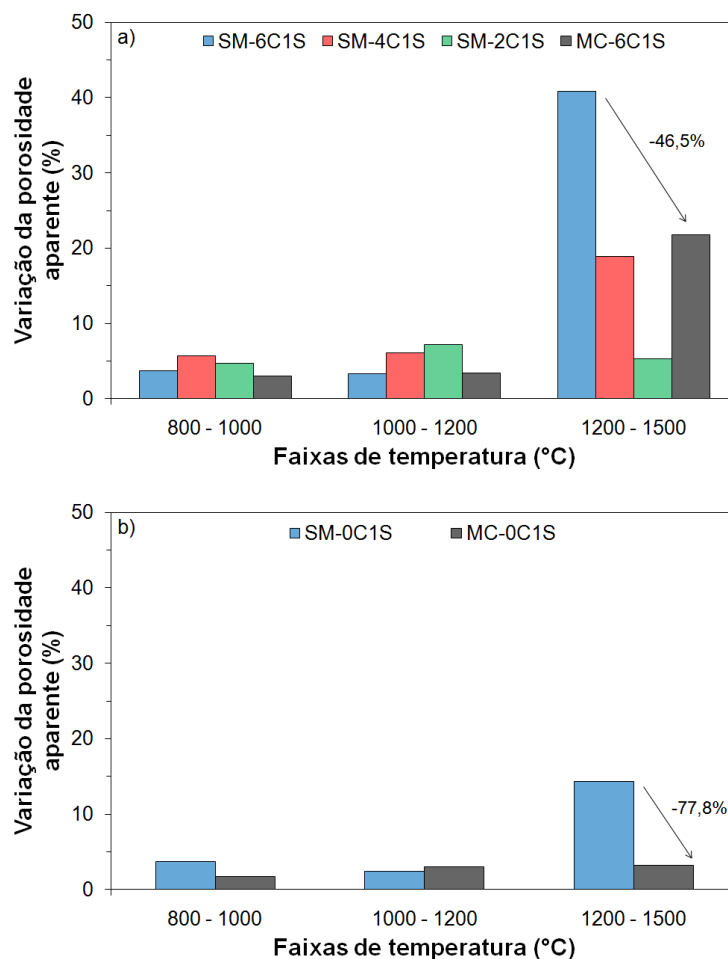 a)
SM-6C1S SM-4C1S SM-2C1S MC-6C1S
50
40
30
20
10
0
-46,5%
Variação da porosidade
aparente (%)
800 - 1000 1000 - 1200 1200 - 1500
Faixas de temperatura (°C)
b)
SM-0C1S MC-0C1S
50
40
30
20
10
0
-77,8%
Variação da porosidade
aparente (%)
800 - 1000 1000 - 1200 1200 - 1500
Faixas de temperatura (°C)